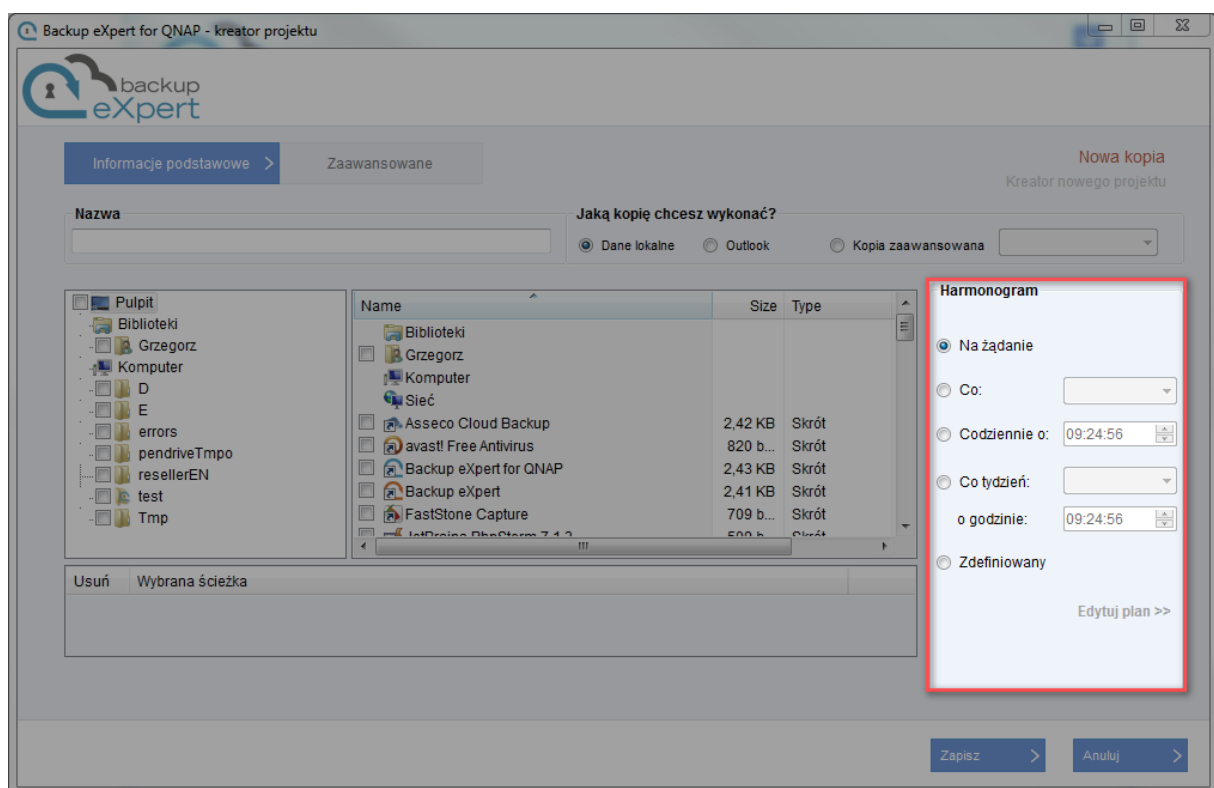 Backup eXpert for QNAP - kreator projektu
backup
eXpert
Informacje podstawowe
Zaawansowane
Nowa kopia
Kreator nowego projektu
Nazwa
Jaką kopię chcesz wykonać?
Dane lokalne
Outlook
Kopia zaawansowana
Pulpit
Biblioteki
Grzegorz
Komputer
D
E
errors
pendriveTmpo
resellerEN
test
Tmp
Name Size Type
Biblioteki
Grzegorz
Komputer
Sieć
Asseco Cloud Backup 2,42 KB Skrót
avast! Free Antivirus 820 b... Skrót
Backup eXpert for QNAP 2,43 KB Skrót
Backup eXpert 2,41 KB Skrót
FastStone Capture 709 b... Skrót
Usuń Wybrana ścieżka
Harmonogram
Na żądanie
Co:
Codziennie o: 09:24:56
Co tydzień:
o godzinie: 09:24:56
Zdefiniowany
Edytuj plan >>
Zapisz
Anuluj